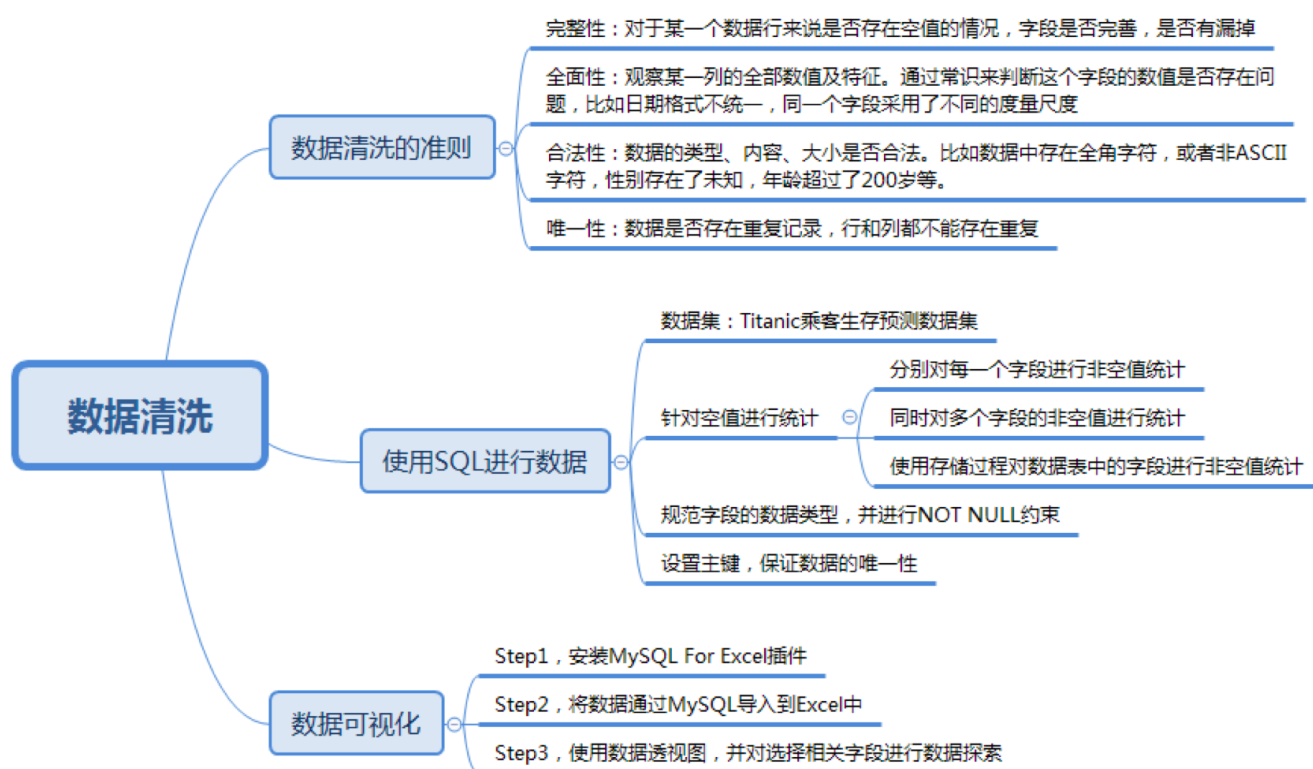 完整性：对于某一个数据行来说是否存在空值的情况，字段是否完善，是否有漏掉
全面性：观察某一列的全部数值及特征。通过常识来判断这个字段的数值是否存在问
题，比如日期格式不统一，同一个字段采用了不同的度量尺度
数据清洗的准则
合法性：数据的类型、内容、大小是否合法。比如数据中存在全角字符，或者非ASCII
字符，性别存在了未知，年龄超过了200岁等。
唯一性：数据是否存在重复记录，行和列都不能存在重复
数据清洗
使用SQL进行数据
数据集：Titanic乘客生存预测数据集
针对空值进行统计
分别对每一个字段进行非空值统计
同时对多个字段的非空值进行统计
使用存储过程对数据表中的字段进行非空值统计
规范字段的数据类型，并进行NOT NULL约束
设置主键，保证数据的唯一性
数据可视化
Step1，安装MySQL For Excel插件
Step2，将数据通过MySQL导入到Excel中
Step3，使用数据透视图，并对选择相关字段进行数据探索